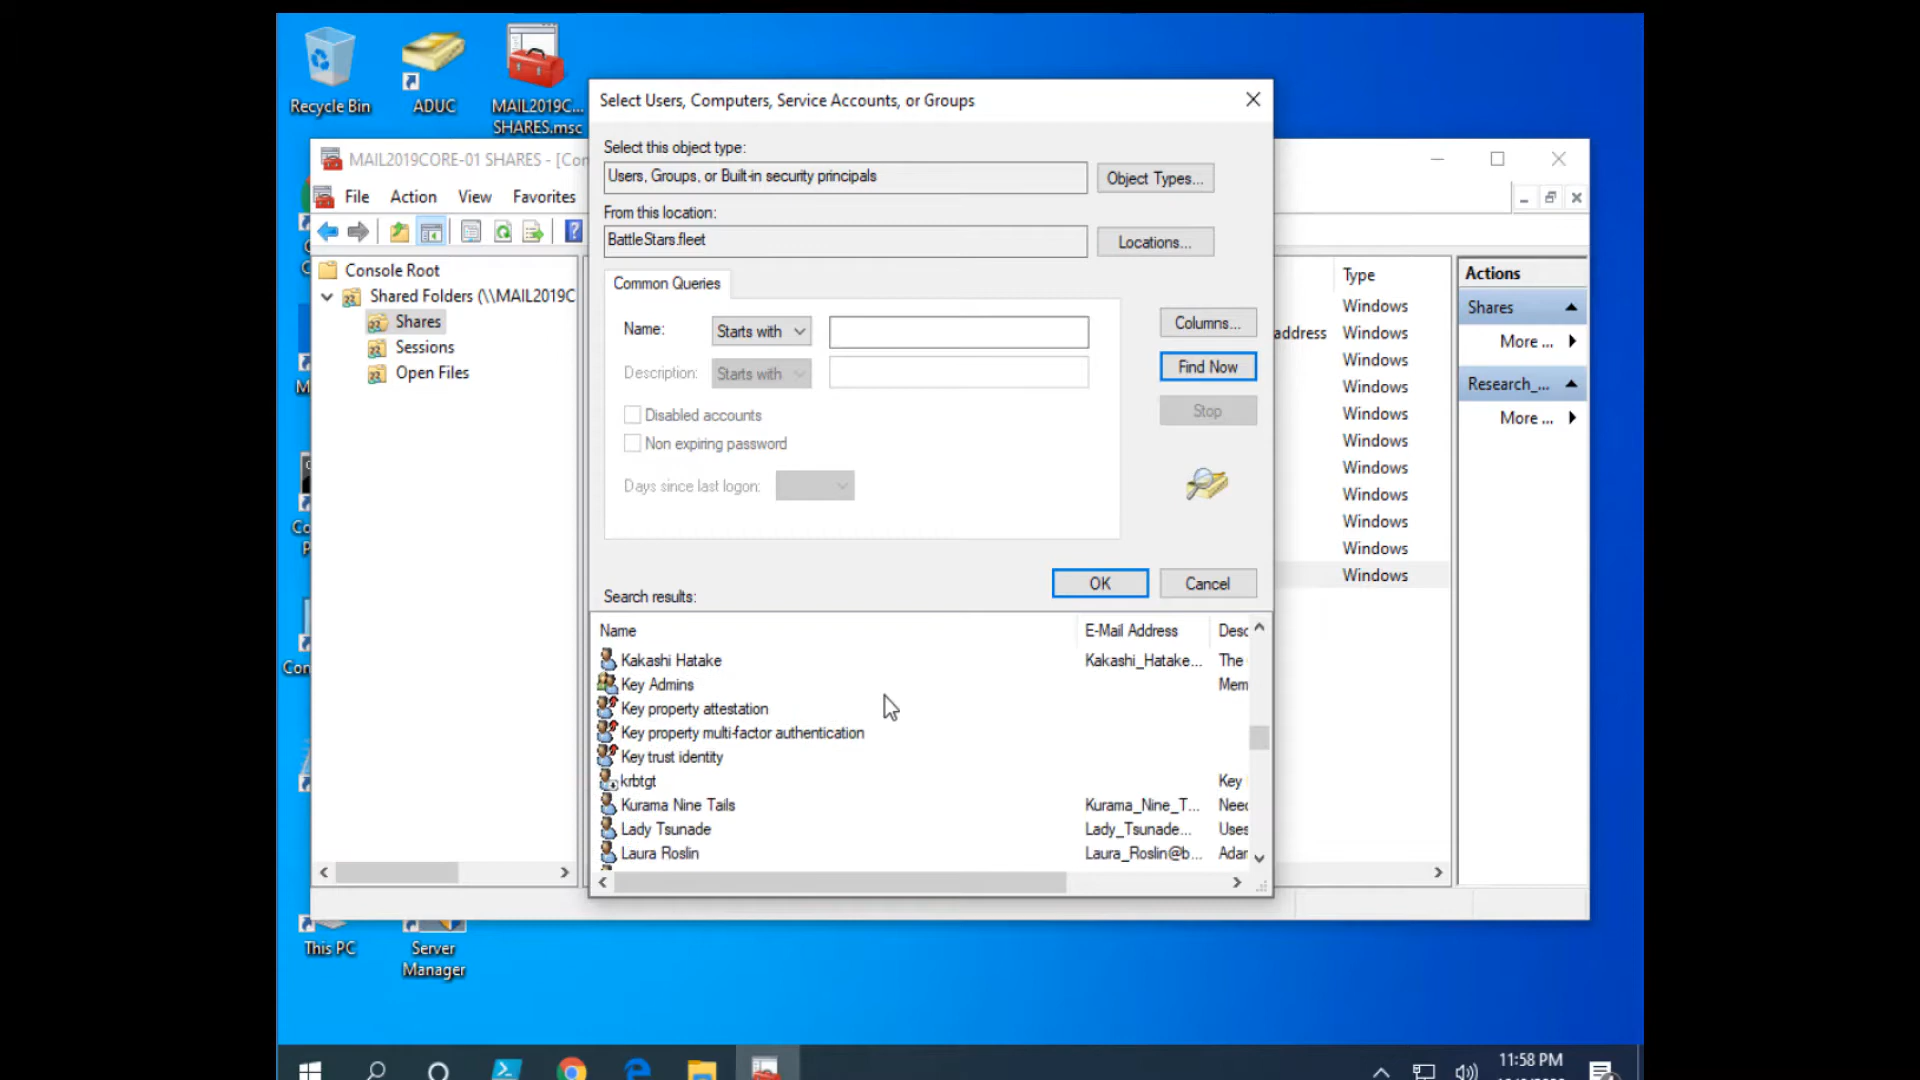 Recycle Bin
ADUC
MAIL2019C...
SHARES.msc
Select Users, Computers, Service Accounts, or Groups
Select this object type:
Users, Groups, or Built-in security principals
Object Types...
From this location:
BattleStars.fleet
Locations...
Common Queries
Name:
Starts with
Description:
Starts with
Disabled accounts
Non expiring password
Days since last logon:
Columns...
Find Now
Stop
OK
Cancel
Search results:
Name
E-Mail Address
Desc
Kakashi Hatake
Kakashi_Hatake...
The
Key Admins
Mem
Key property attestation
Key property multi-factor authentication
Key trust identity
krbtgt
Key
Kurama Nine Tails
Kurama_Nine_T...
Need
Lady Tsunade
Lady_Tsunade...
Uses
Laura Roslin
Laura_Roslin@b...
Adar
MAIL2019CORE-01 SHARES - [Con
File
Action
View
Favorites
Console Root
Shared Folders (\\MAIL2019C
Shares
Sessions
Open Files
Type
Windows
address
Windows
Windows
Windows
Windows
Windows
Windows
Windows
Windows
Windows
Windows
Actions
Shares
More ...
Research_...
More ...
This PC
Server
Manager
11:58 PM